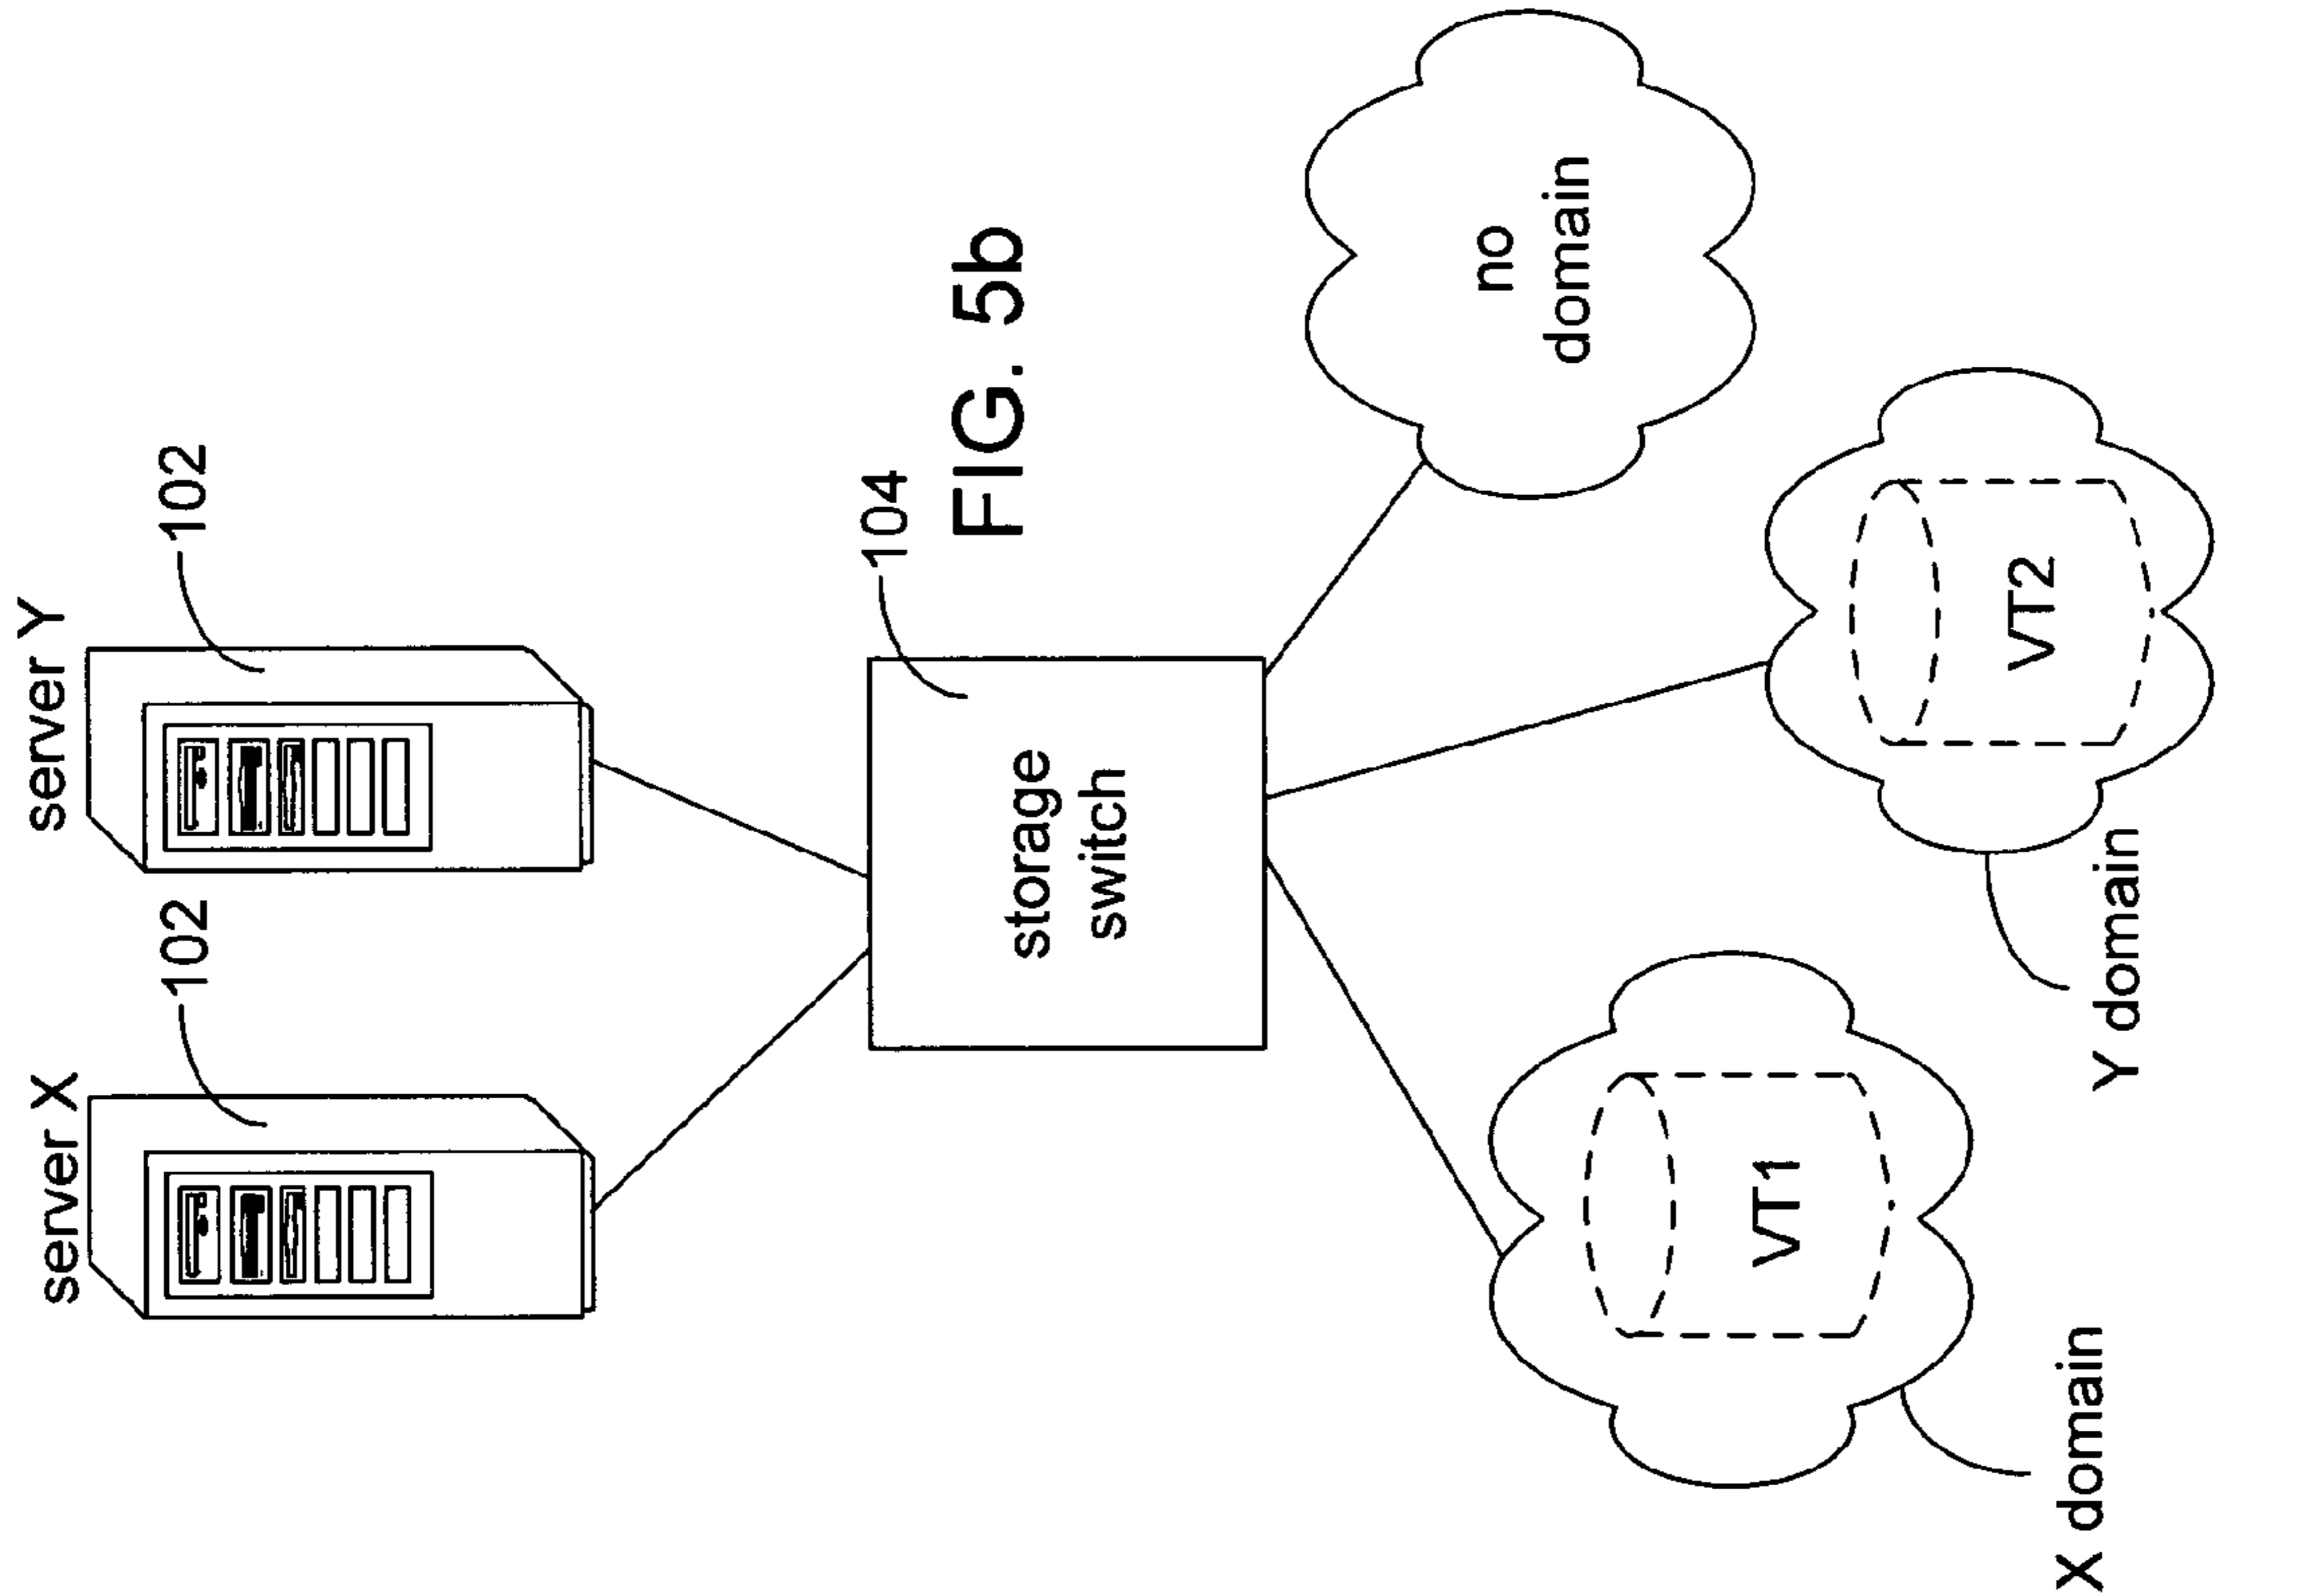 server X
server Y
102
102
104
storage
switch
FIG. 5b
no
domain
VT1
VT2
X domain
Y domain